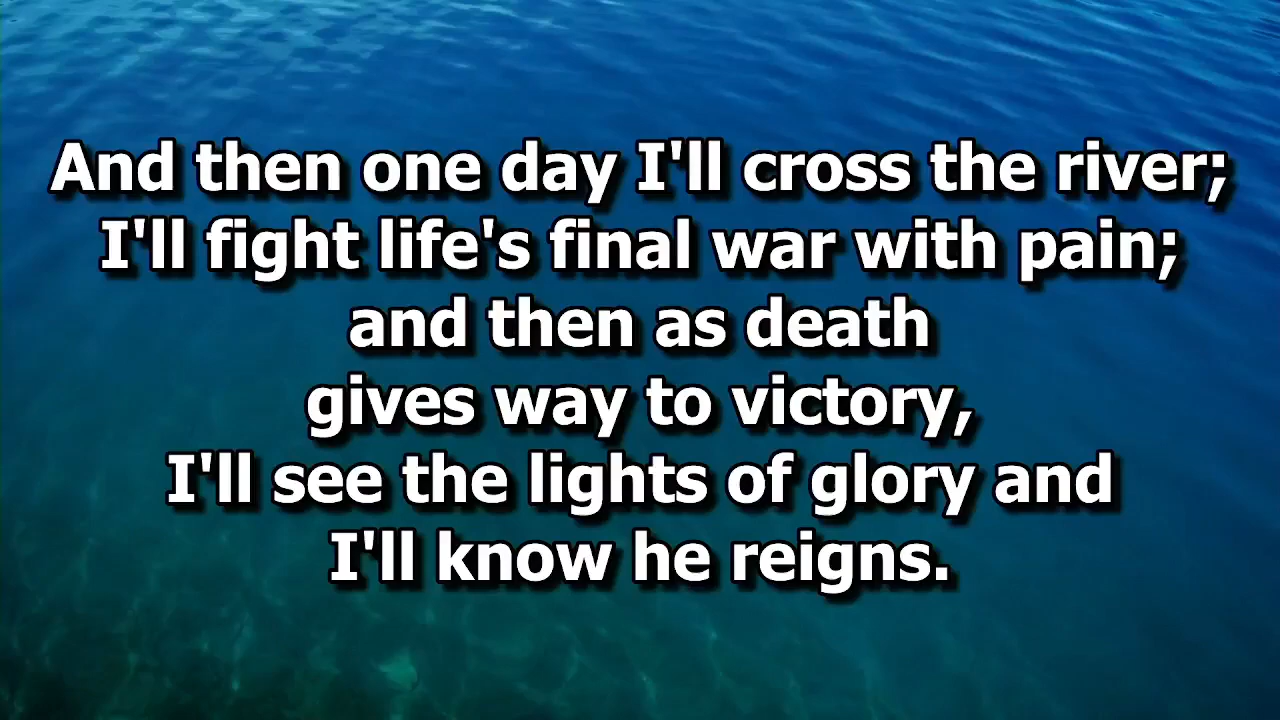 And then one day I'll cross the river;
I'll fight life's final war with pain;
and then as death
gives way to victory,
I'll see the lights of glory and
I'll know he reigns.